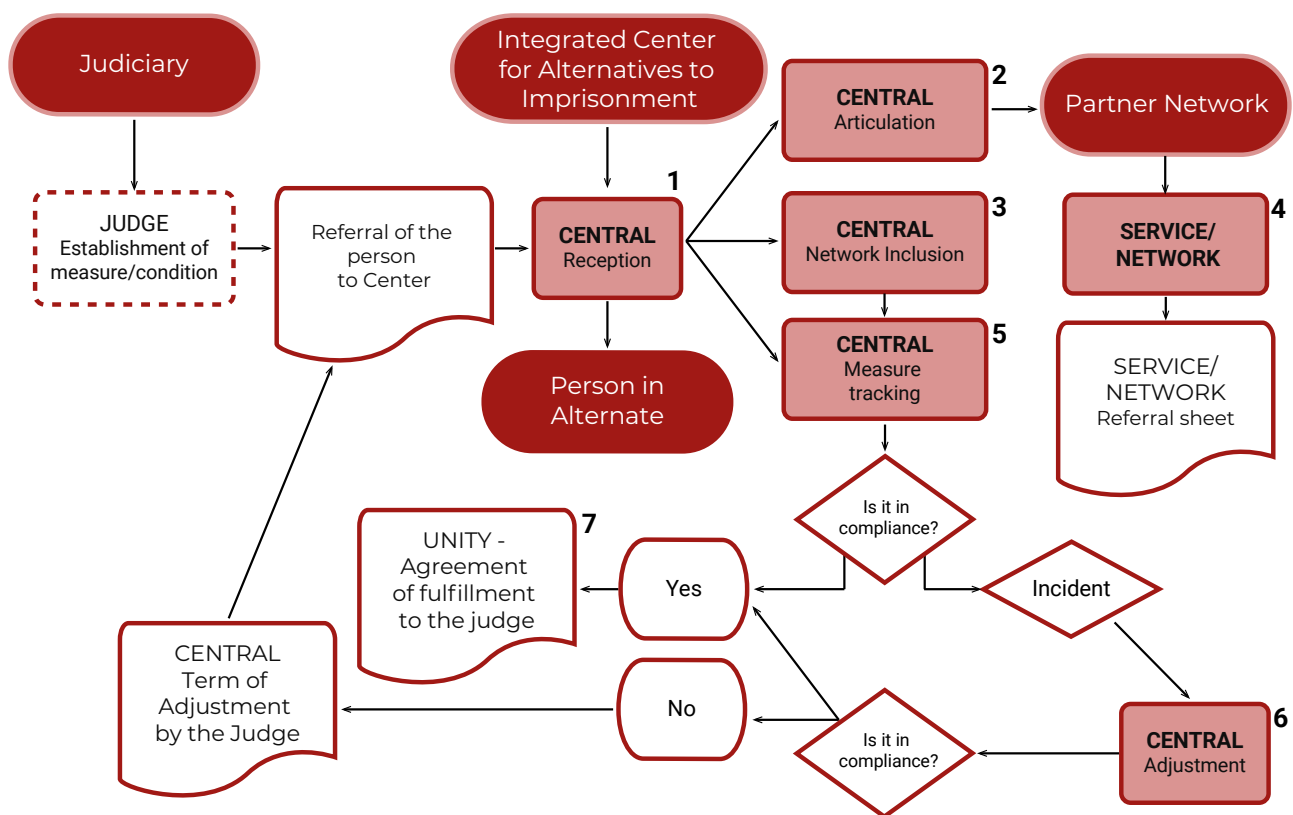 Judiciary
Integrated Center
for Alternatives to
Imprisonment
2
CENTRAL
Articulation
Partner Network
JUDGE
Establishment of
measure/condition
Referral of the
person
to Center
1
CENTRAL
Reception
3
CENTRAL
Network Inclusion
4
SERVICE/
NETWORK
5
CENTRAL
Measure
tracking
Person in
Alternate
SERVICE/
NETWORK
Referral sheet
Is it in
compliance?
7
UNITY -
Agreement
of fulfillment
to the judge
Yes
Incident
CENTRAL
Term of
Adjustment
by the Judge
No
Is it in
compliance?
6
CENTRAL
Adjustment